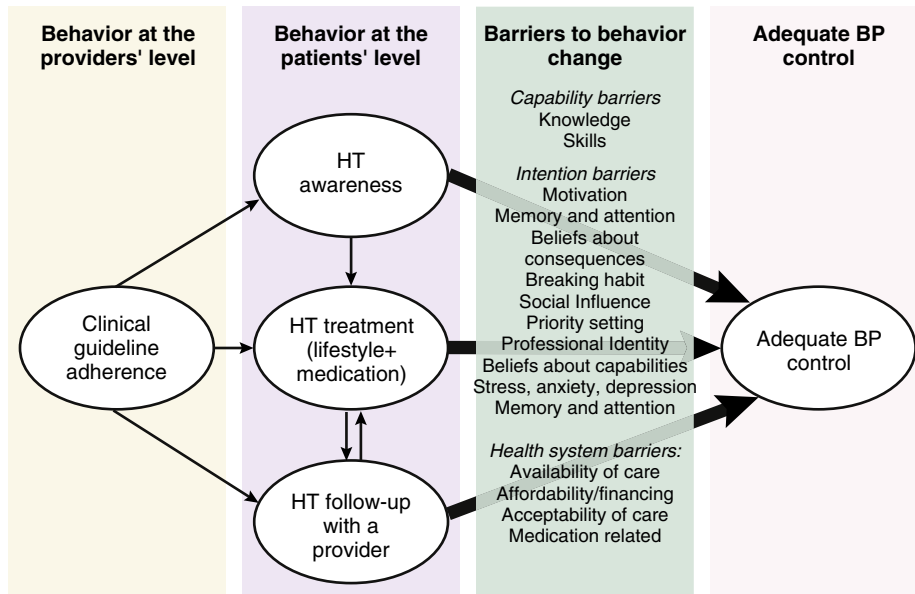 Behavior at the
providers' level
Behavior at the
patients' level
Barriers to behavior
change
Adequate BP
control
Clinical
guideline
adherence
HT
awareness
HT treatment
(lifestyle+
medication)
HT follow-up
with a
provider
Capability barriers
Knowledge
Skills
Intention barriers
Motivation
Memory and attention
Beliefs about
consequences
Breaking habit
Social Influence
Priority setting
Professional Identity
Beliefs about capabilities
Stress, anxiety, depression
Memory and attention
Health system barriers:
Availability of care
Affordability/financing
Acceptability of care
Medication related
Adequate BP
control